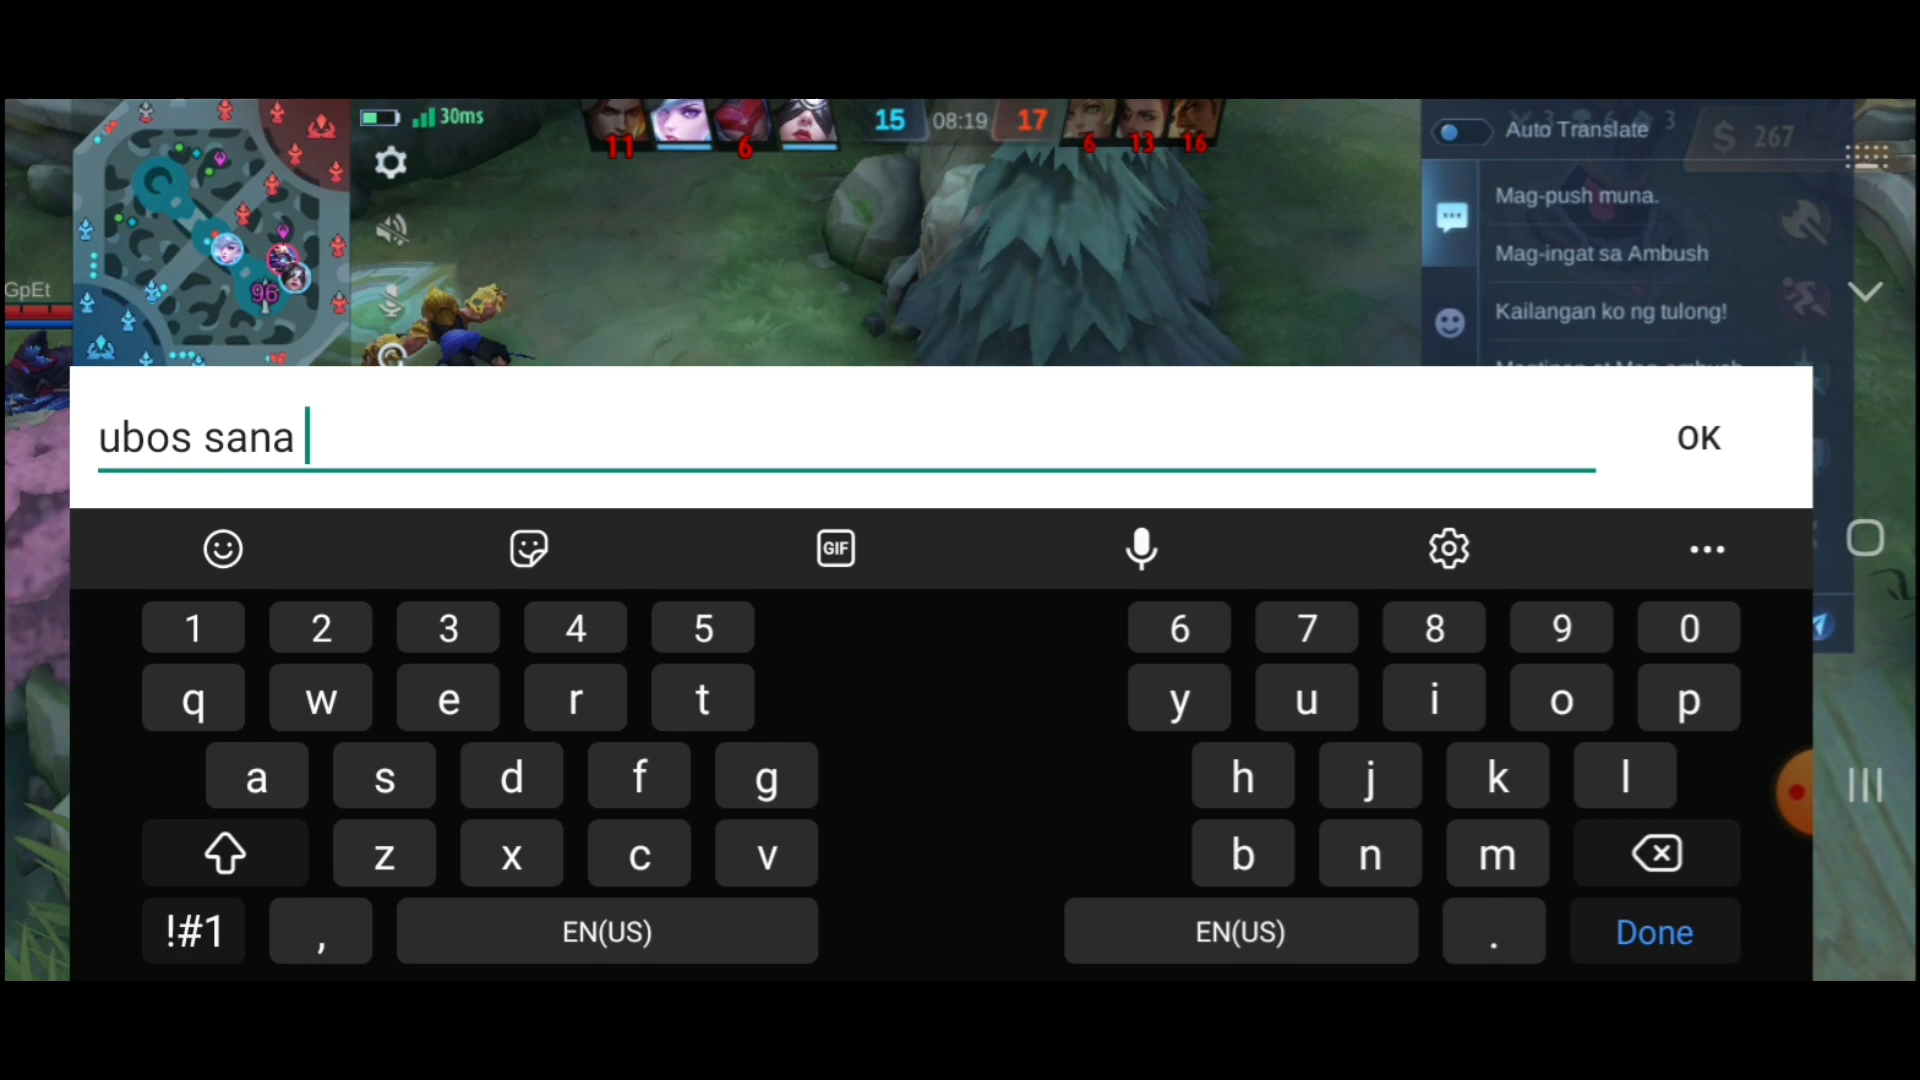 30ms
11
6
15
08:19
17
6
13
16
Auto Translate
3
$ 267
Mag-push muna.
GpEt
Mag-ingat sa Ambush
96
Kailangan ko ng tulong!
ubos sana
OK
GIF
1 2 3 4 5 6 7 8 9 0
q w e r t y u i o p
a s d f g h j k l
z x c v b n m
!#1 , EN(US) EN(US) . Done